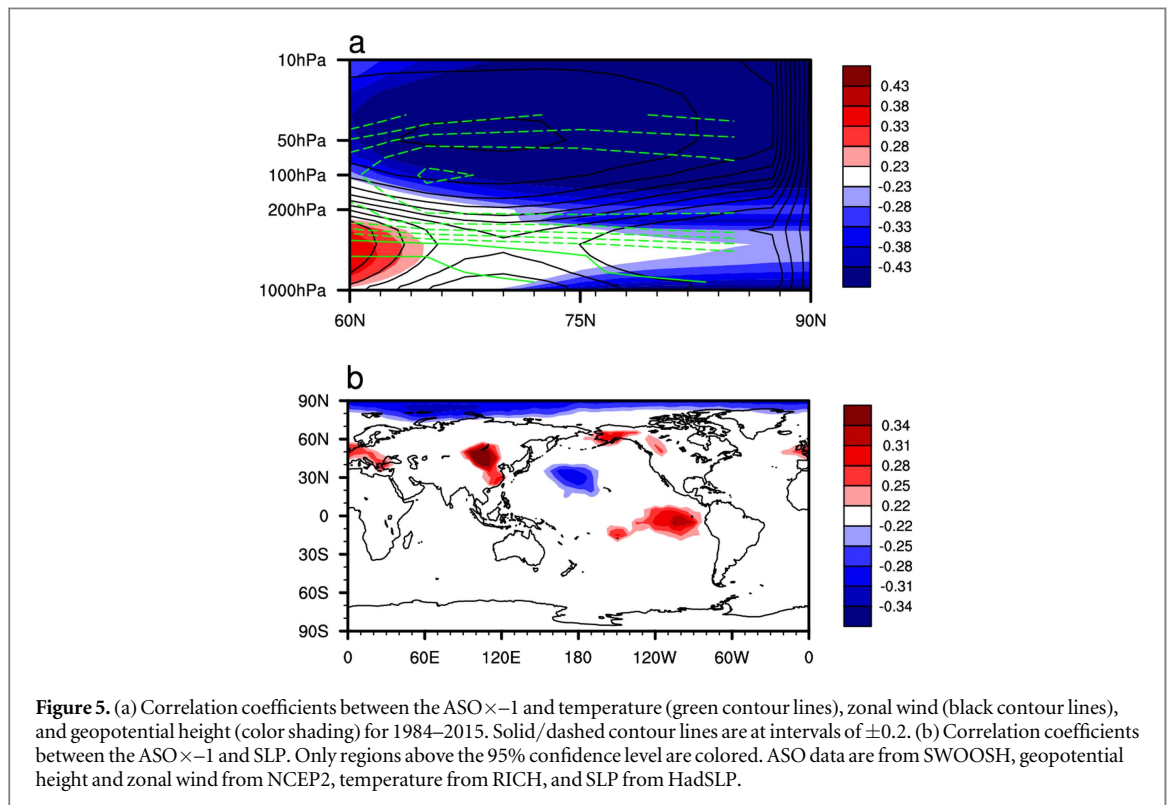 a
10hPa
50hPa
100hPa
200hPa
1000hPa
60N 75N 90N
0.43
0.38
0.33
0.28
0.23
-0.23
-0.28
-0.33
-0.38
-0.43
b
90N
60N
30N
0
30S
60S
90S
0 60E 120E 180 120W 60W 0
0.34
0.31
0.28
0.25
0.22
-0.22
-0.25
-0.28
-0.31
-0.34
Figure 5. (a) Correlation coefficients between the ASO×−1 and temperature (green contour lines), zonal wind (black contour lines),
and geopotential height (color shading) for 1984–2015. Solid/dashed contour lines are at intervals of ±0.2. (b) Correlation coefficients
between the ASO×−1 and SLP. Only regions above the 95% confidence level are colored. ASO data are from SWOOSH, geopotential
height and zonal wind from NCEP2, temperature from RICH, and SLP from HadSLP.